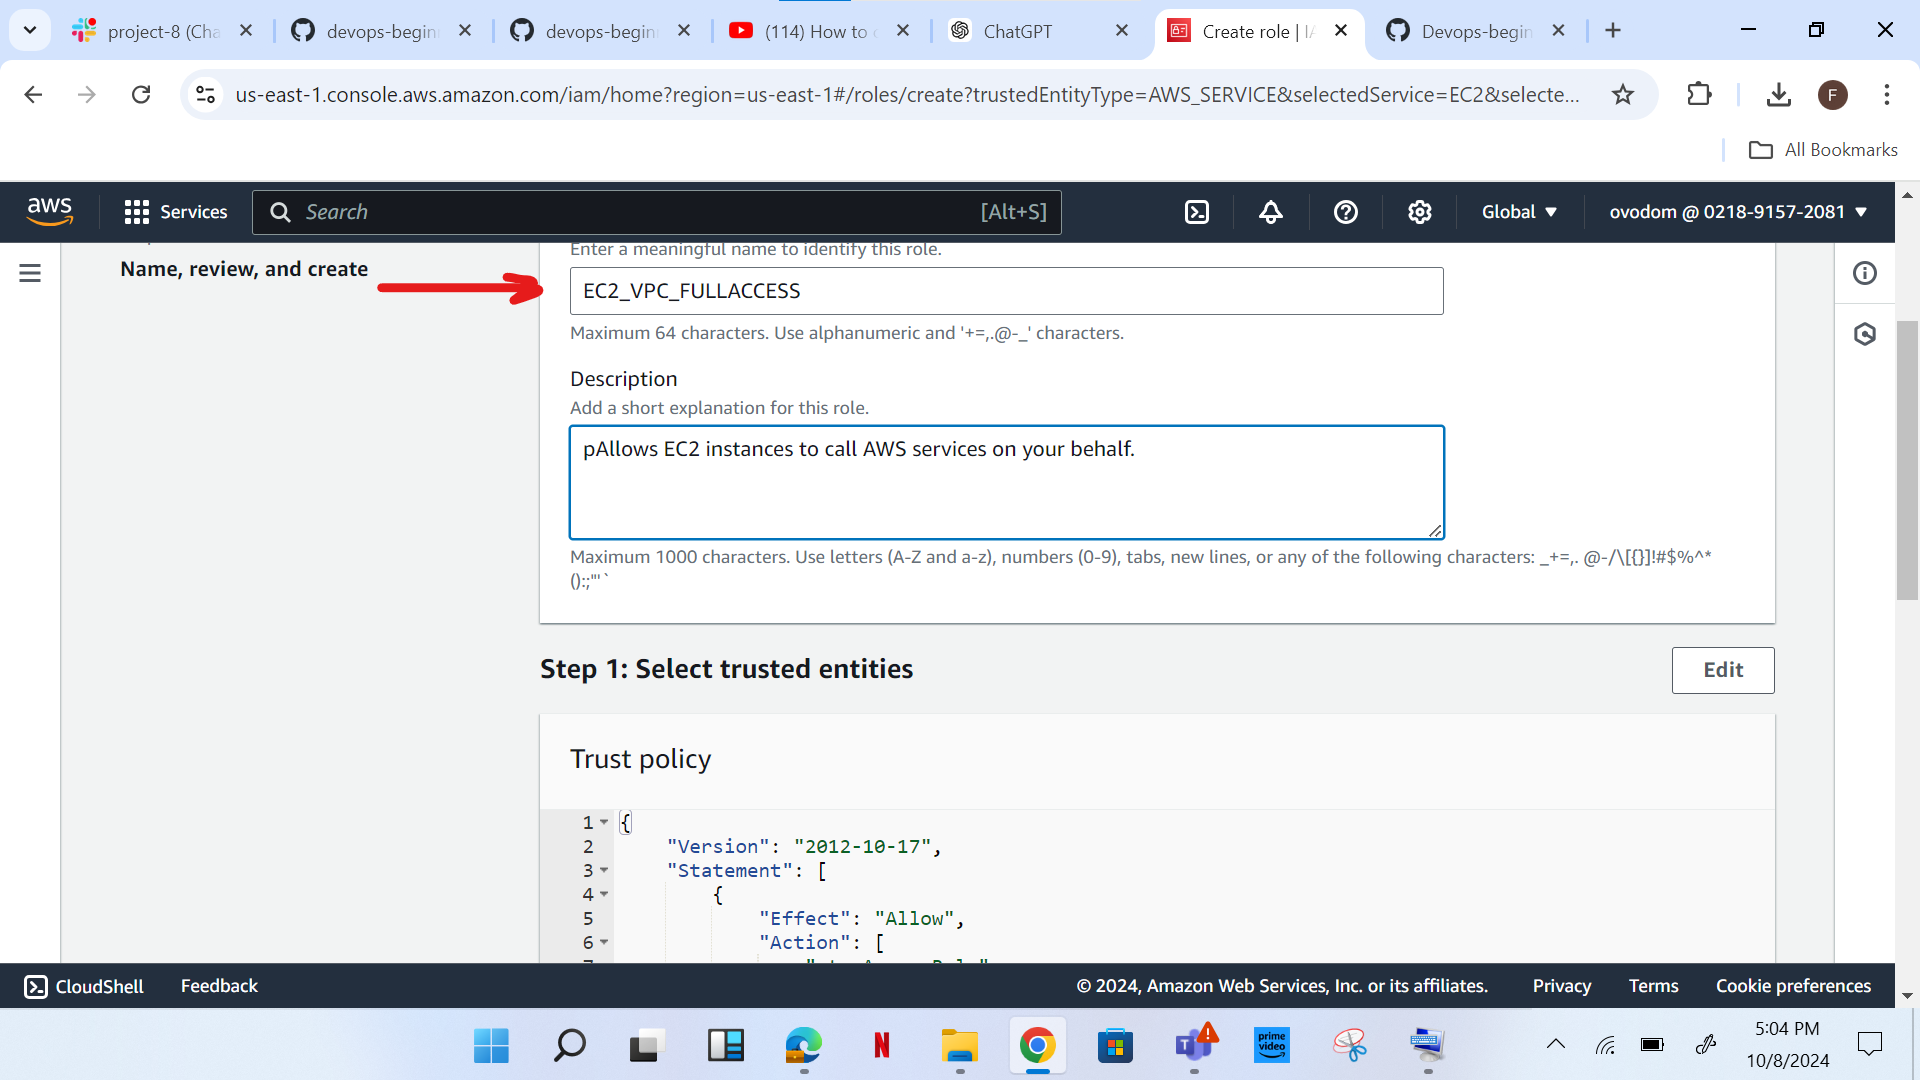 project-8 (Cha
devops-begin
devops-begin
(114) How to
ChatGPT
Create role | IA
Devops-begin
us-east-1.console.aws.amazon.com/iam/home?region=us-east-1#/roles/create?trustedEntityType=AWS_SERVICE&selectedService=EC2&selecte...
F
All Bookmarks
aws
Services
Search
[Alt+S]
Global
ovodom @ 0218-9157-2081
Name, review, and create
Enter a meaningful name to identify this role.
EC2_VPC_FULLACCESS
Maximum 64 characters. Use alphanumeric and '+=,.@-_' characters.
Description
Add a short explanation for this role.
pAllows EC2 instances to call AWS services on your behalf.
Maximum 1000 characters. Use letters (A-Z and a-z), numbers (0-9), tabs, new lines, or any of the following characters: _+=,. @-/\[{}]!#$%^*
():;"'`
Step 1: Select trusted entities
Edit
Trust policy
1 {
2 "Version": "2012-10-17",
3 "Statement": [
4 {
5 "Effect": "Allow",
6 "Action": [
CloudShell
Feedback
© 2024, Amazon Web Services, Inc. or its affiliates.
Privacy
Terms
Cookie preferences
N
T
prime video
5:04 PM
10/8/2024